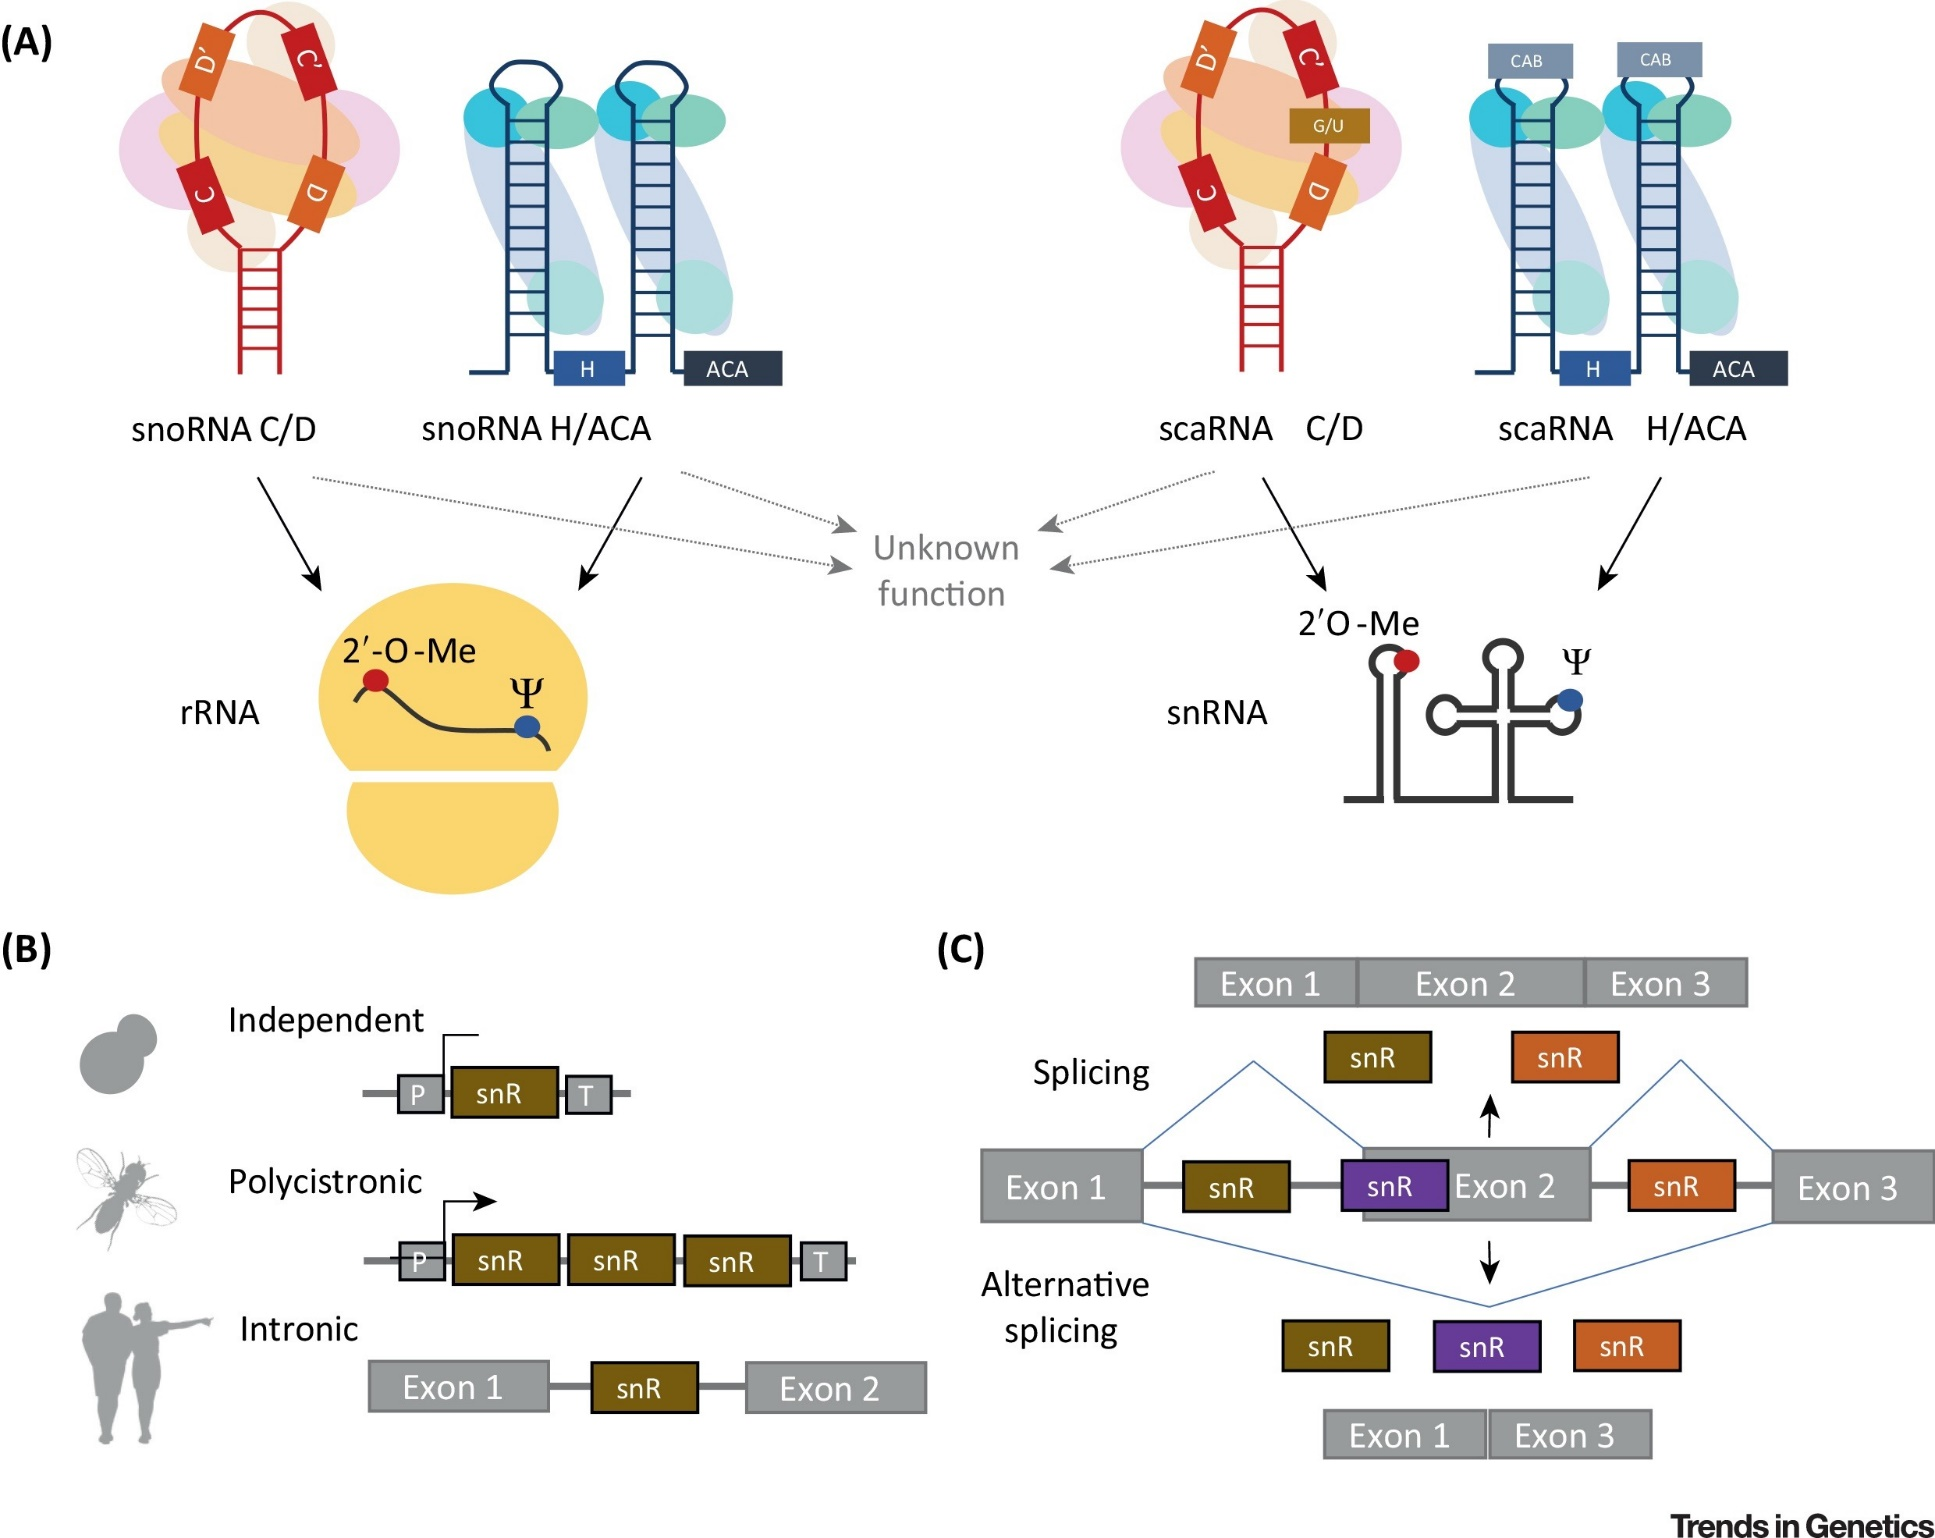 (A)
D' C' C D
H ACA
D' C' G/U C D
CAB CAB
H ACA
snoRNA C/D
snoRNA H/ACA
scaRNA C/D
scaRNA H/ACA
Unknown
function
2′-O-Me
Ψ
rRNA
2′O-Me
Ψ
snRNA
(B)
Independent
P snR T
Polycistronic
P snR snR snR T
Intronic
Exon 1 snR Exon 2
(C)
Exon 1 Exon 2 Exon 3
snR snR
Splicing
Exon 1 snR snR Exon 2 snR Exon 3
Alternative
splicing
snR snR snR
Exon 1 Exon 3
Trends in Genetics